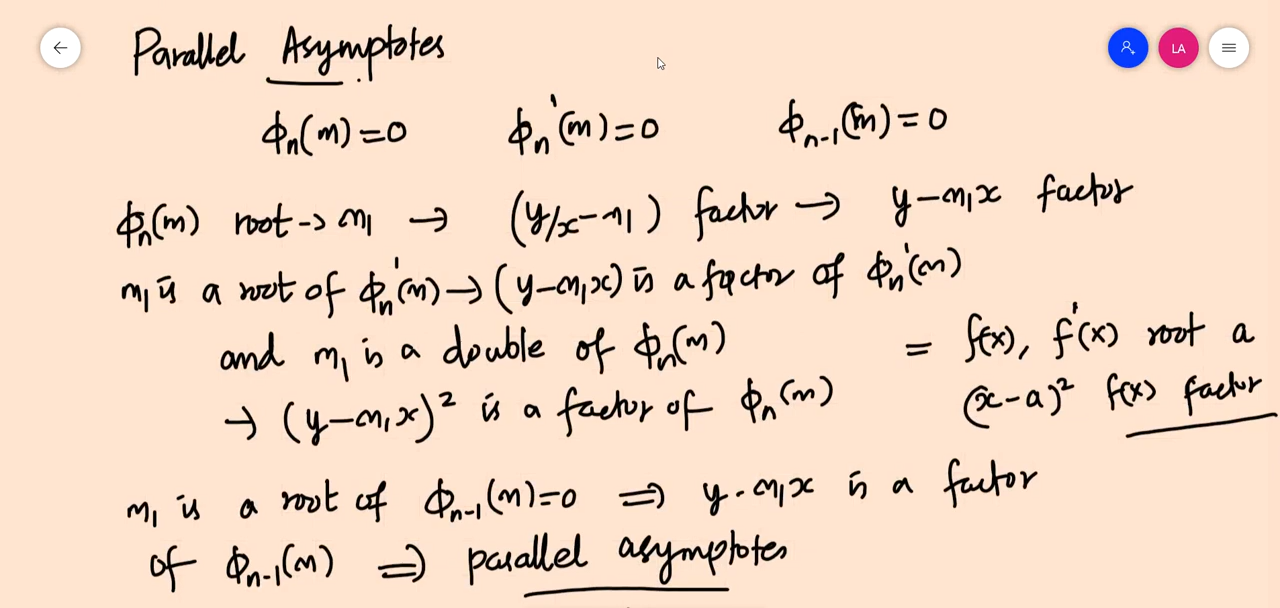 Parallel Asymptotes
LA
ϕn(m)=0 ϕn'(m)=0 ϕn-1(m)=0
ϕn(m) root -> m1 → (y/x-m1) factor → y-m1x factor
m1 is a root of ϕn'(m) → (y-m1x) is a factor of ϕn'(m)
and m1 is a double of ϕn(m) = f(x), f'(x) root a
→ (y-m1x)² is a factor of ϕn(m) (x-a)² f(x) factor
m1 is a root of ϕn-1(m)=0 ⇒ y-m1x is a factor
of ϕn-1(m) ⇒ parallel asymptotes